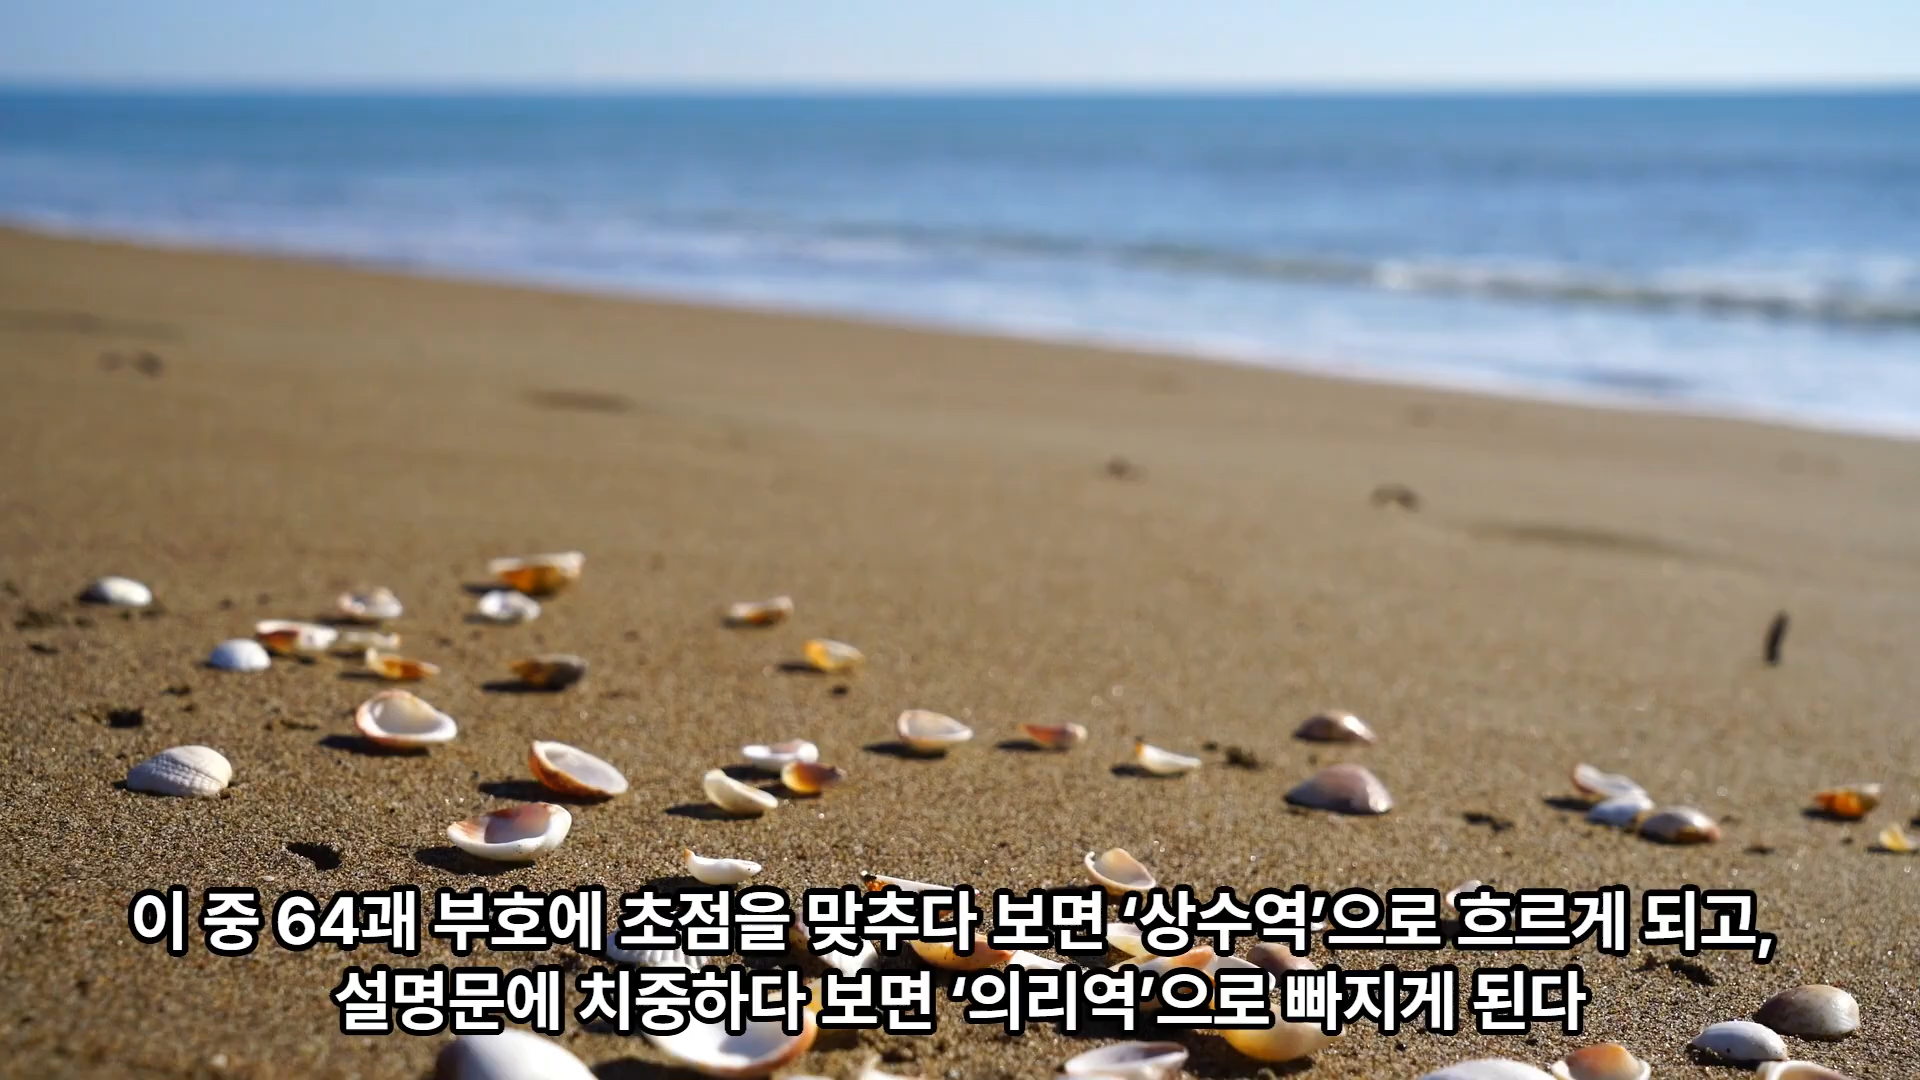 이 중 64괘 부호에 초점을 맞추다 보면 ‘상수역’으로 흐르게 되고,
설명문에 치중하다 보면 ‘의리역’으로 빠지게 된다